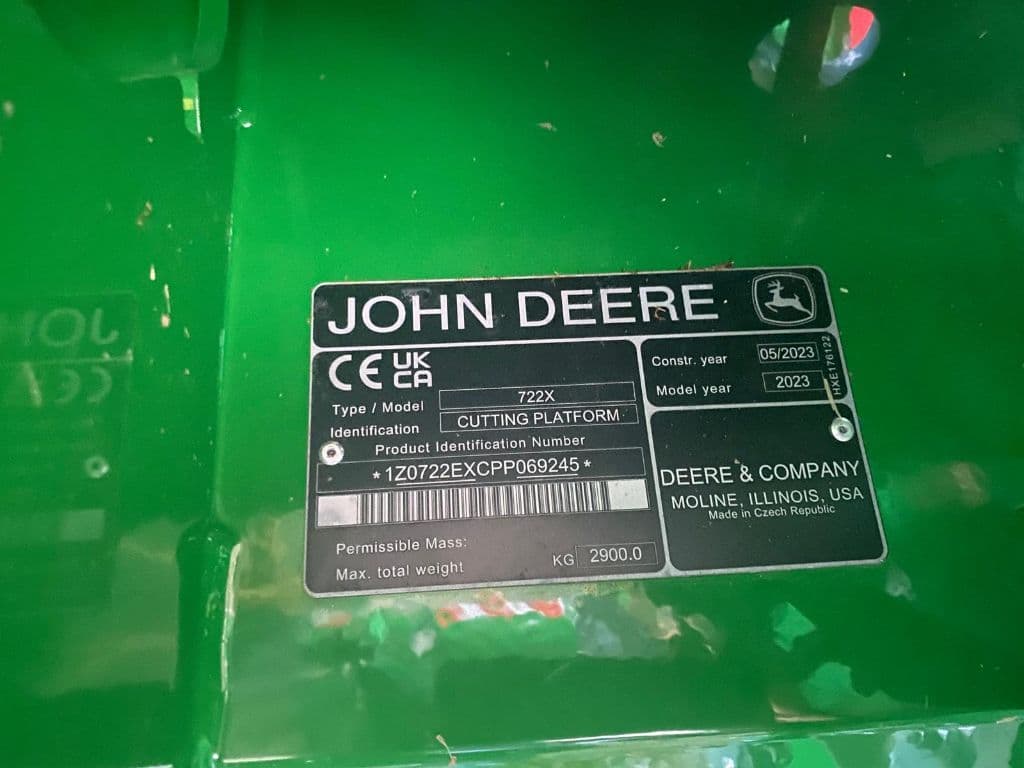 JOHN DEERE
CE UK CA
Type / Model 722X
Identification CUTTING PLATFORM
Product Identification Number
*1Z0722EXCPP069245*
Permissible Mass:
Max. total weight KG 2900.0
Constr. year 05/2023
Model year 2023
HXE176122
DEERE & COMPANY
MOLINE, ILLINOIS, USA
Made in Czech Republic